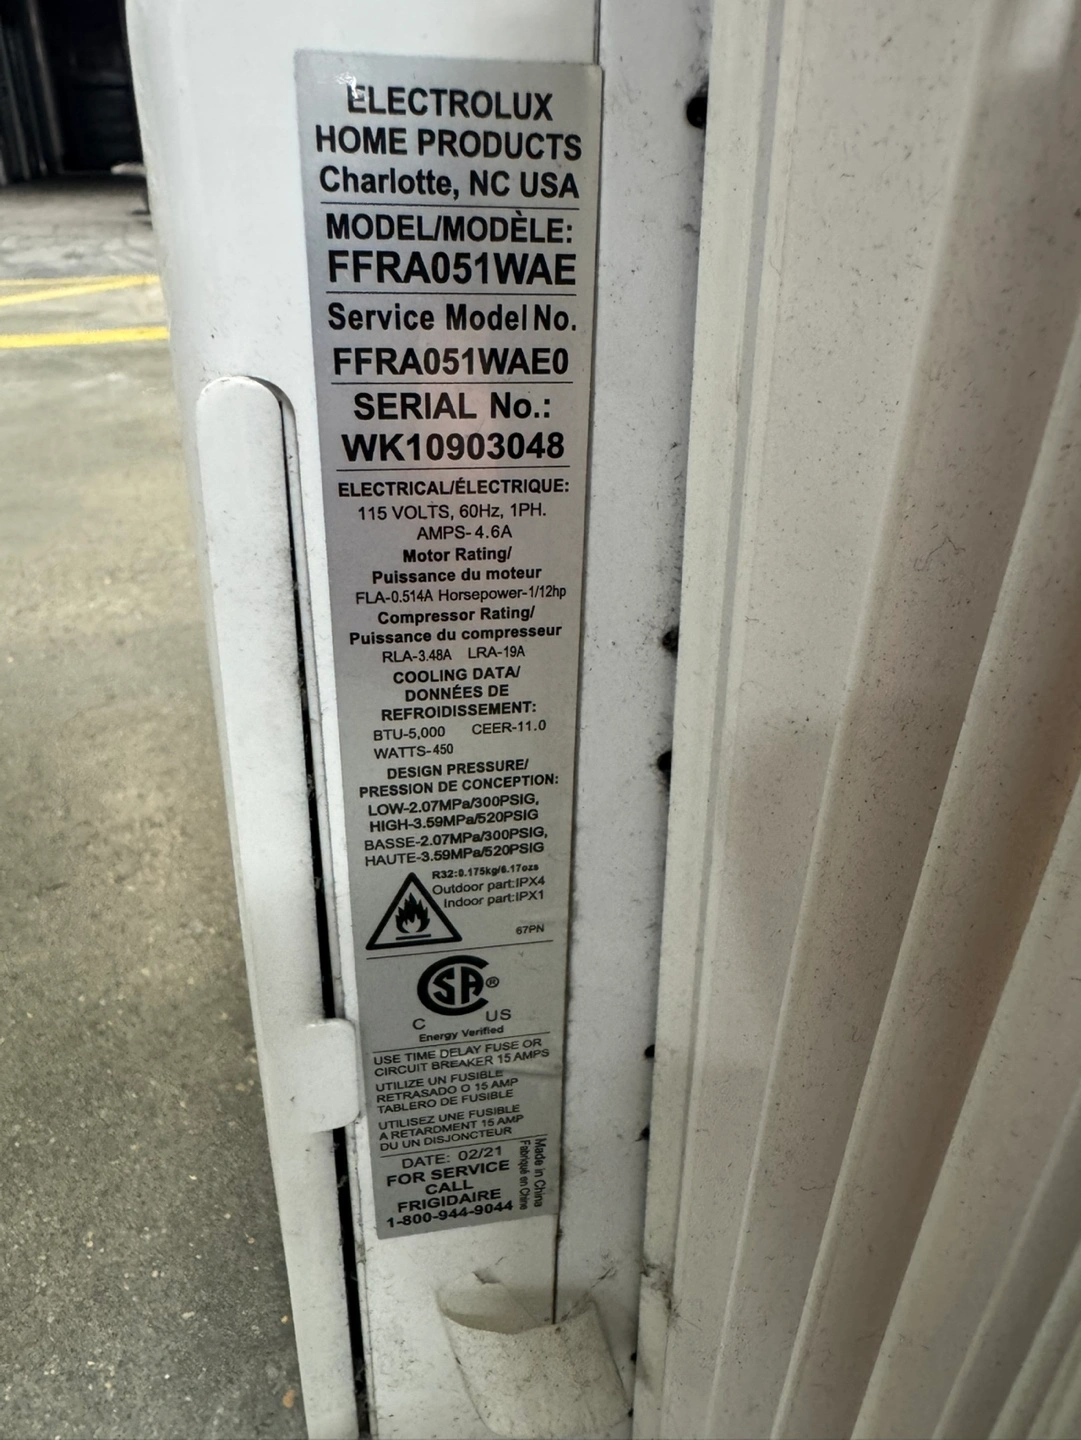 ELECTROLUX
HOME PRODUCTS
Charlotte, NC USA
MODEL/MODÈLE:
FFRA051WAE
Service Model No.
FFRA051WAE0
SERIAL No.:
WK10903048
ELECTRICAL/ÉLECTRIQUE:
115 VOLTS, 60Hz, 1PH.
AMPS- 4.6A
Motor Rating/
Puissance du moteur
FLA-0.514A Horsepower-1/12hp
Compressor Rating/
Puissance du compresseur
RLA-3.48A LRA-19A
COOLING DATA/
DONNÉES DE
REFROIDISSEMENT:
BTU-5,000 CEER-11.0
WATTS-450
DESIGN PRESSURE/
PRESSION DE CONCEPTION:
LOW-2.07MPa/300PSIG,
HIGH-3.59MPa/520PSIG
BASSE-2.07MPa/300PSIG,
HAUTE-3.59MPa/520PSIG
R32:0.175kg/6.17ozs
Outdoor part:IPX4
Indoor part:IPX1
67PN
CSA®
C US
Energy Verified
USE TIME DELAY FUSE OR
CIRCUIT BREAKER 15 AMPS
UTILIZE UN FUSIBLE
RETRASADO O 15 AMP
TABLERO DE FUSIBLE
UTILISEZ UNE FUSIBLE
A RETARDMENT 15 AMP
DU UN DISJONCTEUR
DATE: 02/21
FOR SERVICE
CALL
FRIGIDAIRE
1-800-944-9044
Made in China
Fabriqué en Chine